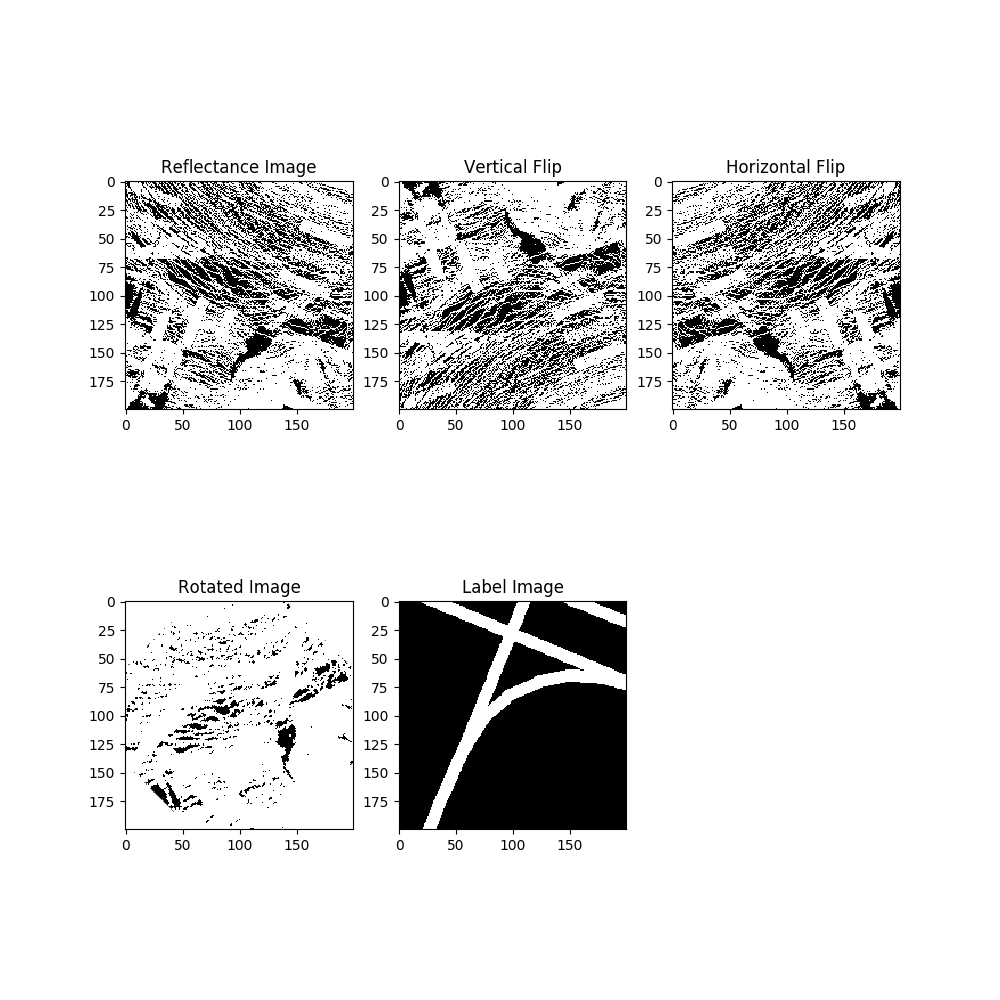 Reflectance Image Vertical Flip Horizontal Flip
0 0 0
25 25 25
50 50 50
75 75 75
100 100 100
125 125 125
150 150 150
175 175 175
0 50 100 150 0 50 100 150 0 50 100 150
Rotated Image Label Image
0 0
25 25
50 50
75 75
100 100
125 125
150 150
175 175
0 50 100 150 0 50 100 150